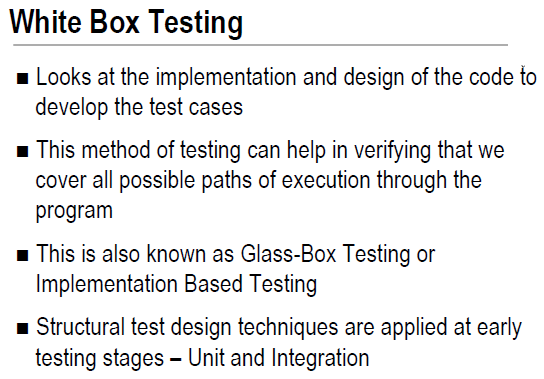 White Box Testing
■ Looks at the implementation and design of the code to
develop the test cases
■ This method of testing can help in verifying that we
cover all possible paths of execution through the
program
■ This is also known as Glass-Box Testing or
Implementation Based Testing
■ Structural test design techniques are applied at early
testing stages – Unit and Integration